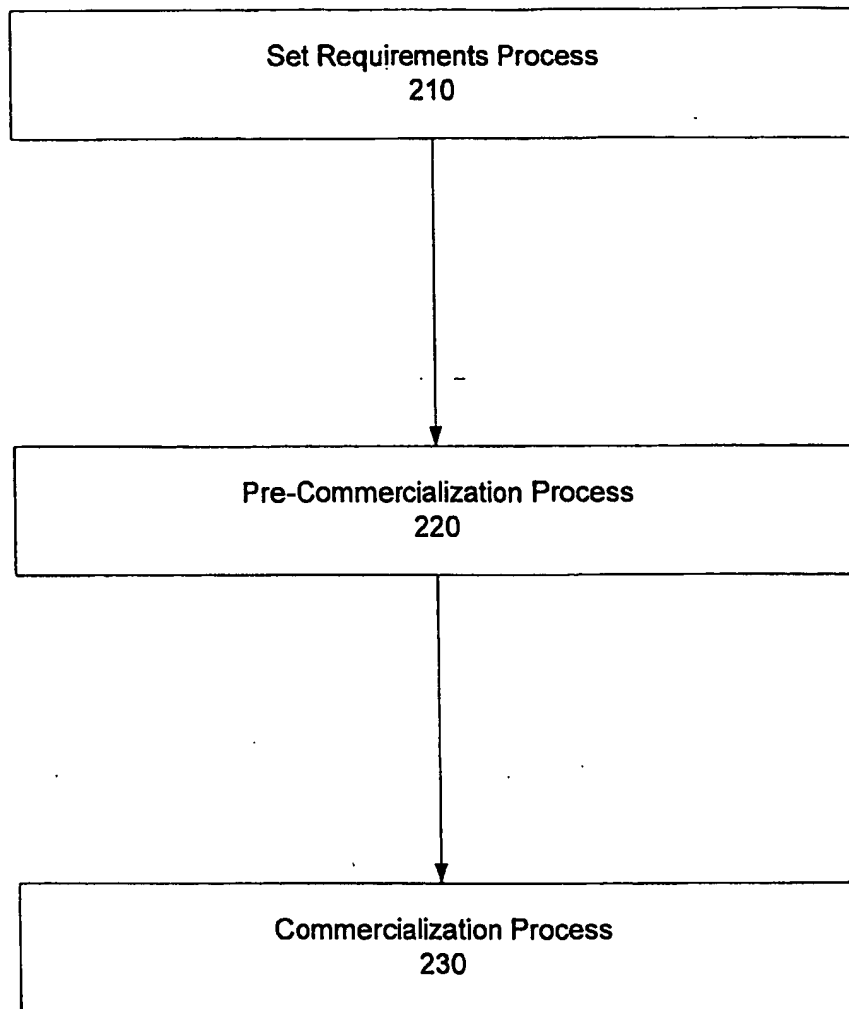 Set Requirements Process
210
Pre-Commercialization Process
220
Commercialization Process
230